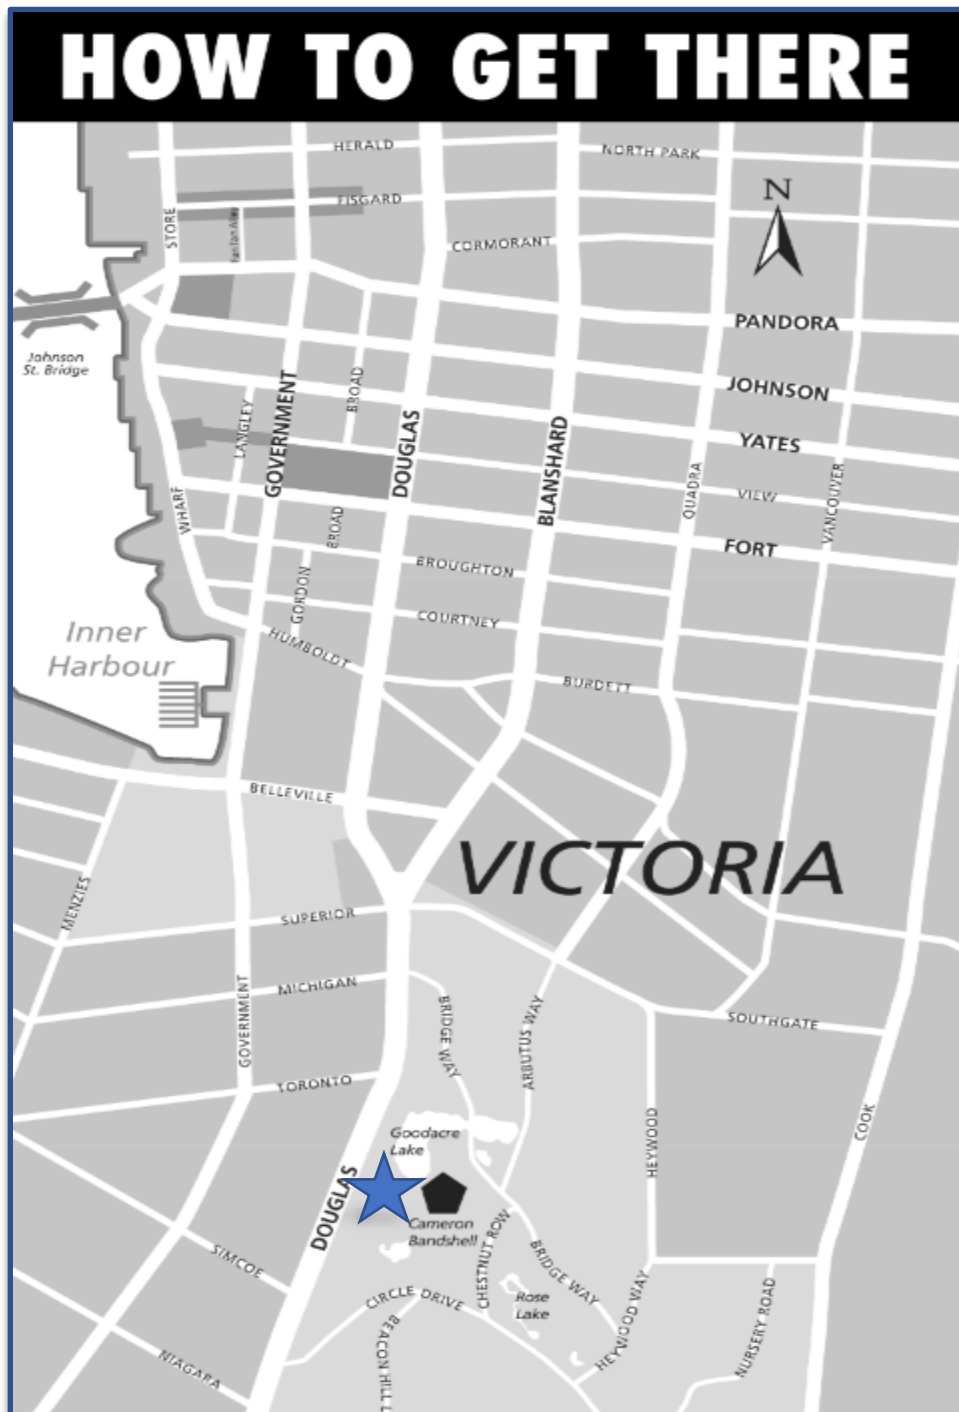 HOW TO GET THERE
HERALD
NORTH PARK
N
FISGARD
STORE
Fan Tan Alley
CORMORANT
PANDORA
Johnson
St. Bridge
JOHNSON
BROAD
GOVERNMENT
LANGLEY
DOUGLAS
BLANSHARD
YATES
QUADRA
VIEW
VANCOUVER
WHARF
BROAD
FORT
BROUGHTON
GORDON
COURTNEY
Inner
Harbour
HUMBOLDT
BURDETT
BELLEVILLE
VICTORIA
MENZIES
SUPERIOR
MICHIGAN
GOVERNMENT
BRIDGE WAY
ARBUTUS WAY
SOUTHGATE
TORONTO
COOK
HEYWOOD
Goodacre
Lake
DOUGLAS
Cameron
Bandshell
CHESTNUT ROW
BRIDGE WAY
SIMCOE
CIRCLE DRIVE
Rose
Lake
HEYWOOD WAY
NURSERY ROAD
BEACON HILL
NIAGARA